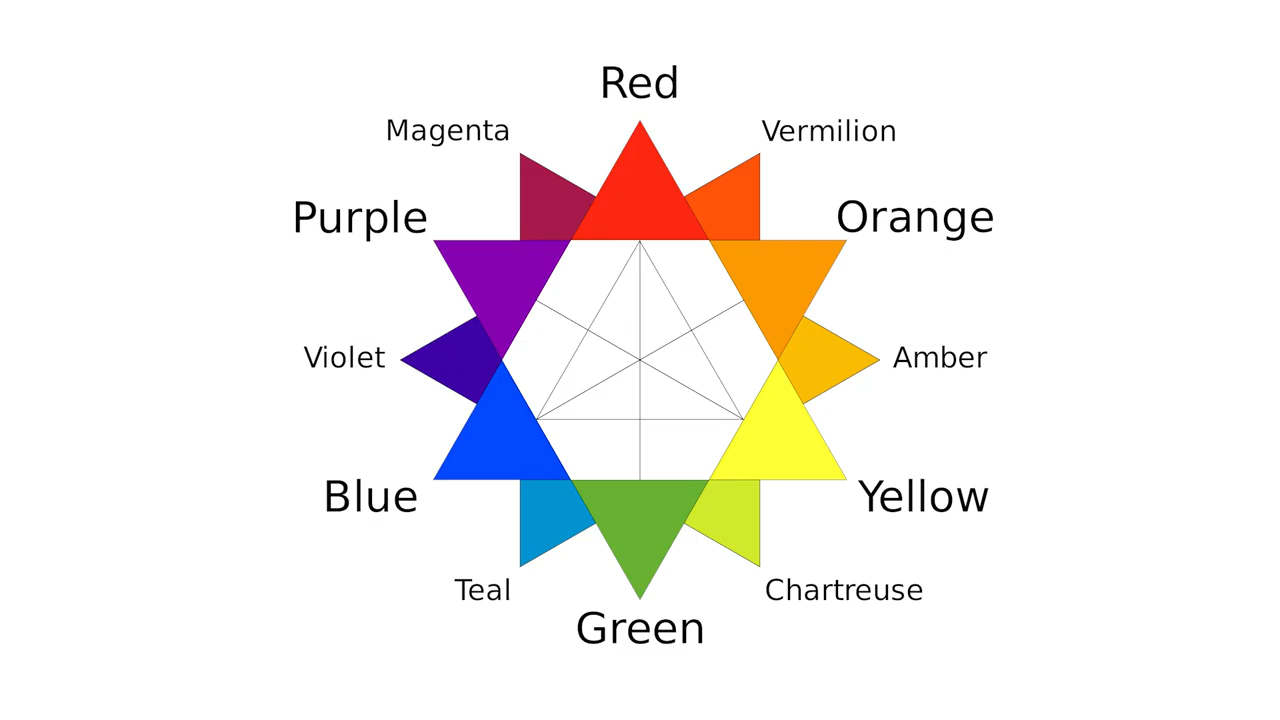 Red
Magenta
Vermilion
Purple
Orange
Violet
Amber
Blue
Yellow
Teal
Chartreuse
Green